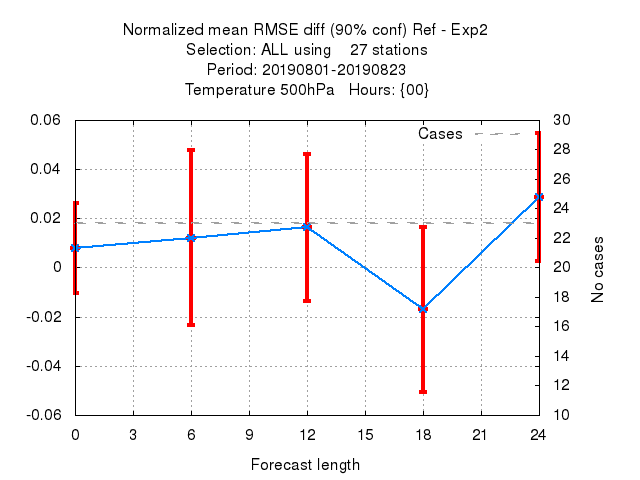 Normalized mean RMSE diff (90% conf) Ref - Exp2
Selection: ALL using    27 stations
Period: 20190801-20190823
Temperature 500hPa   Hours: {00}
Cases
0.06
0.04
0.02
0
-0.02
-0.04
-0.06
30
28
26
24
22
20
18
16
14
12
10
No cases
0 3 6 9 12 15 18 21 24
Forecast length